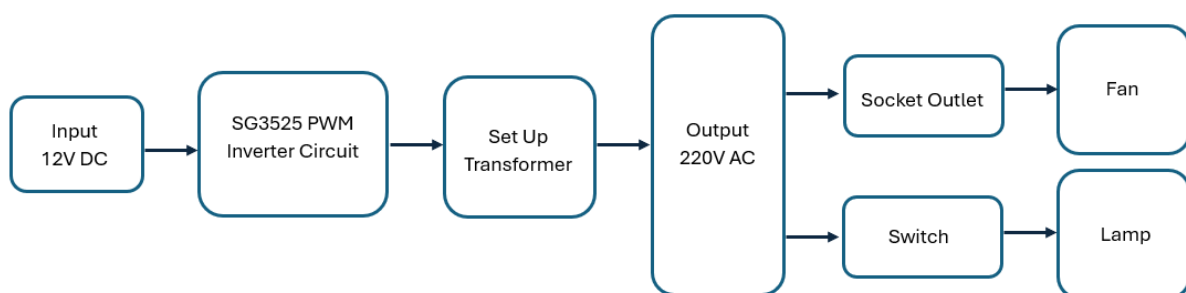 Input
12V DC
SG3525 PWM
Inverter Circuit
Set Up
Transformer
Output
220V AC
Socket Outlet
Fan
Switch
Lamp